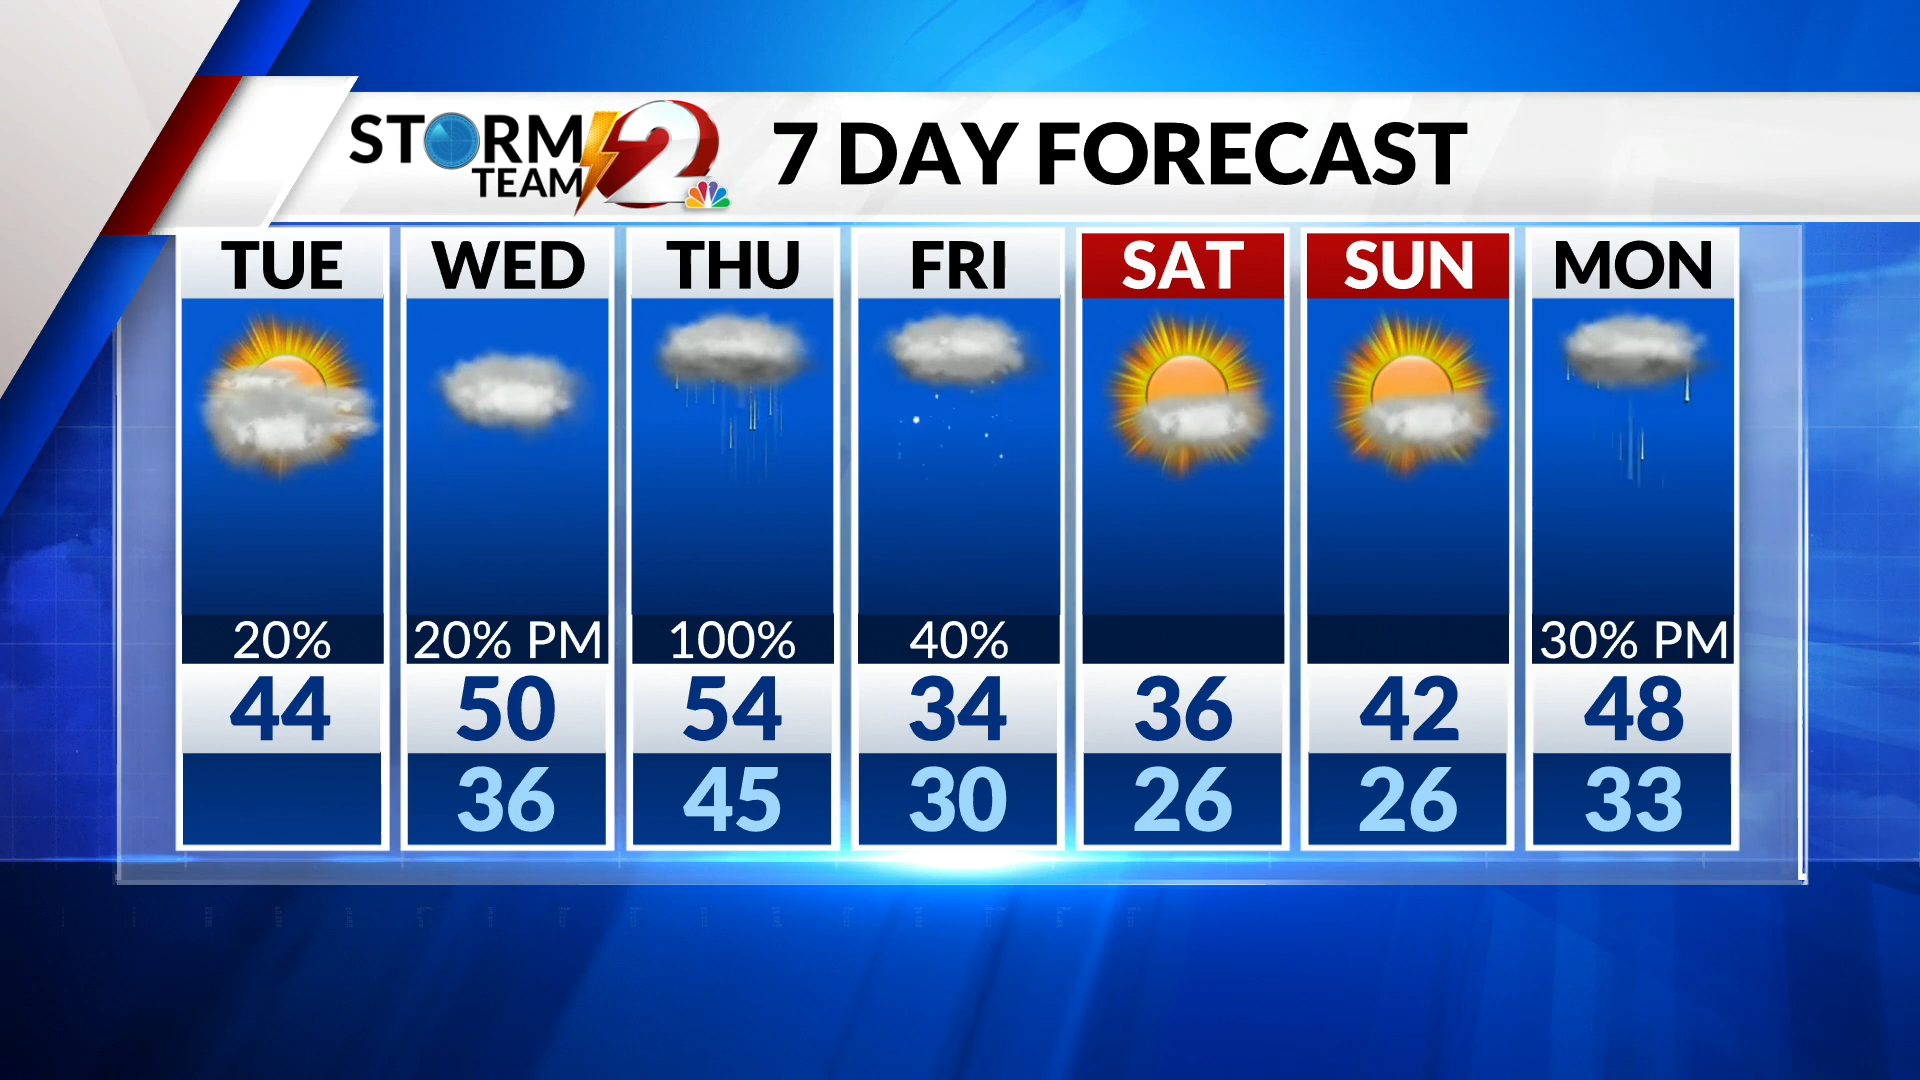 STORM
TEAM
2
7 DAY FORECAST
TUE WED THU FRI SAT SUN MON
20% 20% PM 100% 40% 30% PM
44 50 54 34 36 42 48
36 45 30 26 26 33